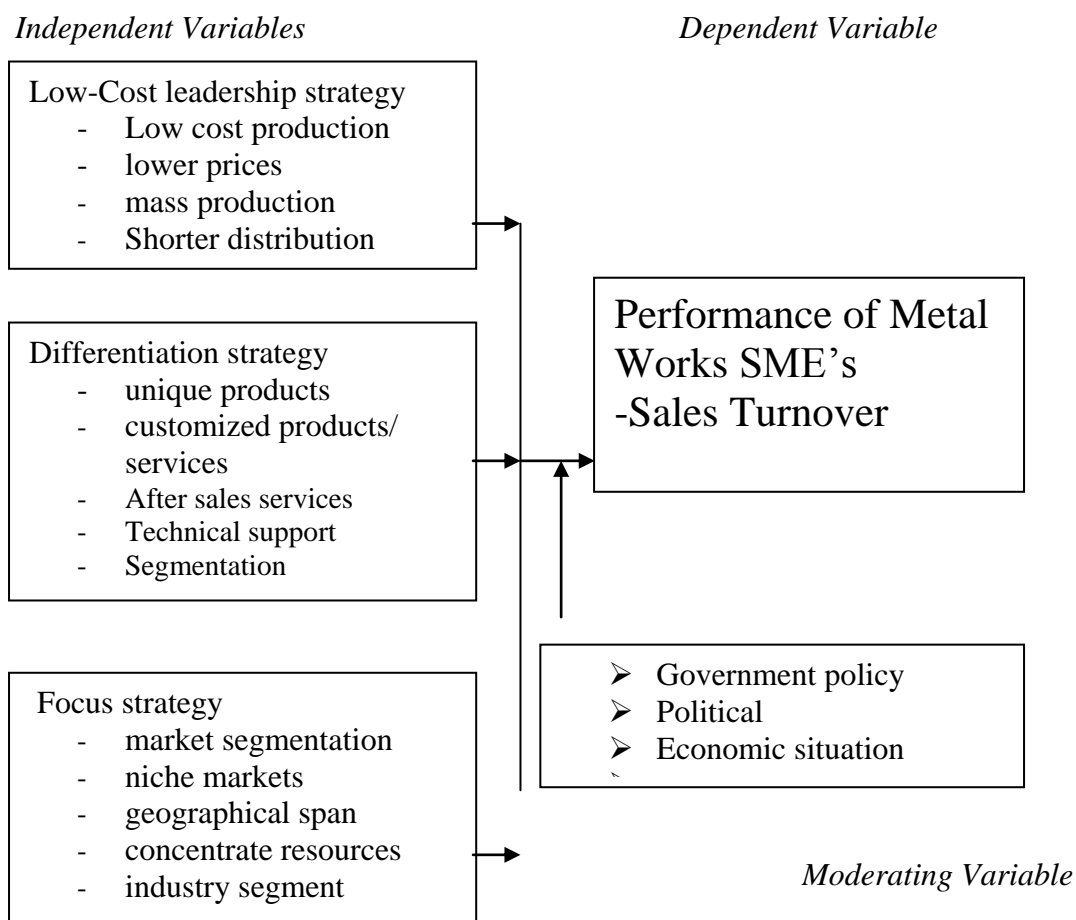 Independent Variables
Dependent Variable
Low-Cost leadership strategy
- Low cost production
- lower prices
- mass production
- Shorter distribution
Differentiation strategy
- unique products
- customized products/
services
- After sales services
- Technical support
- Segmentation
Focus strategy
- market segmentation
- niche markets
- geographical span
- concentrate resources
- industry segment
Performance of Metal
Works SME’s
-Sales Turnover
➢ Government policy
➢ Political
➢ Economic situation
Moderating Variable